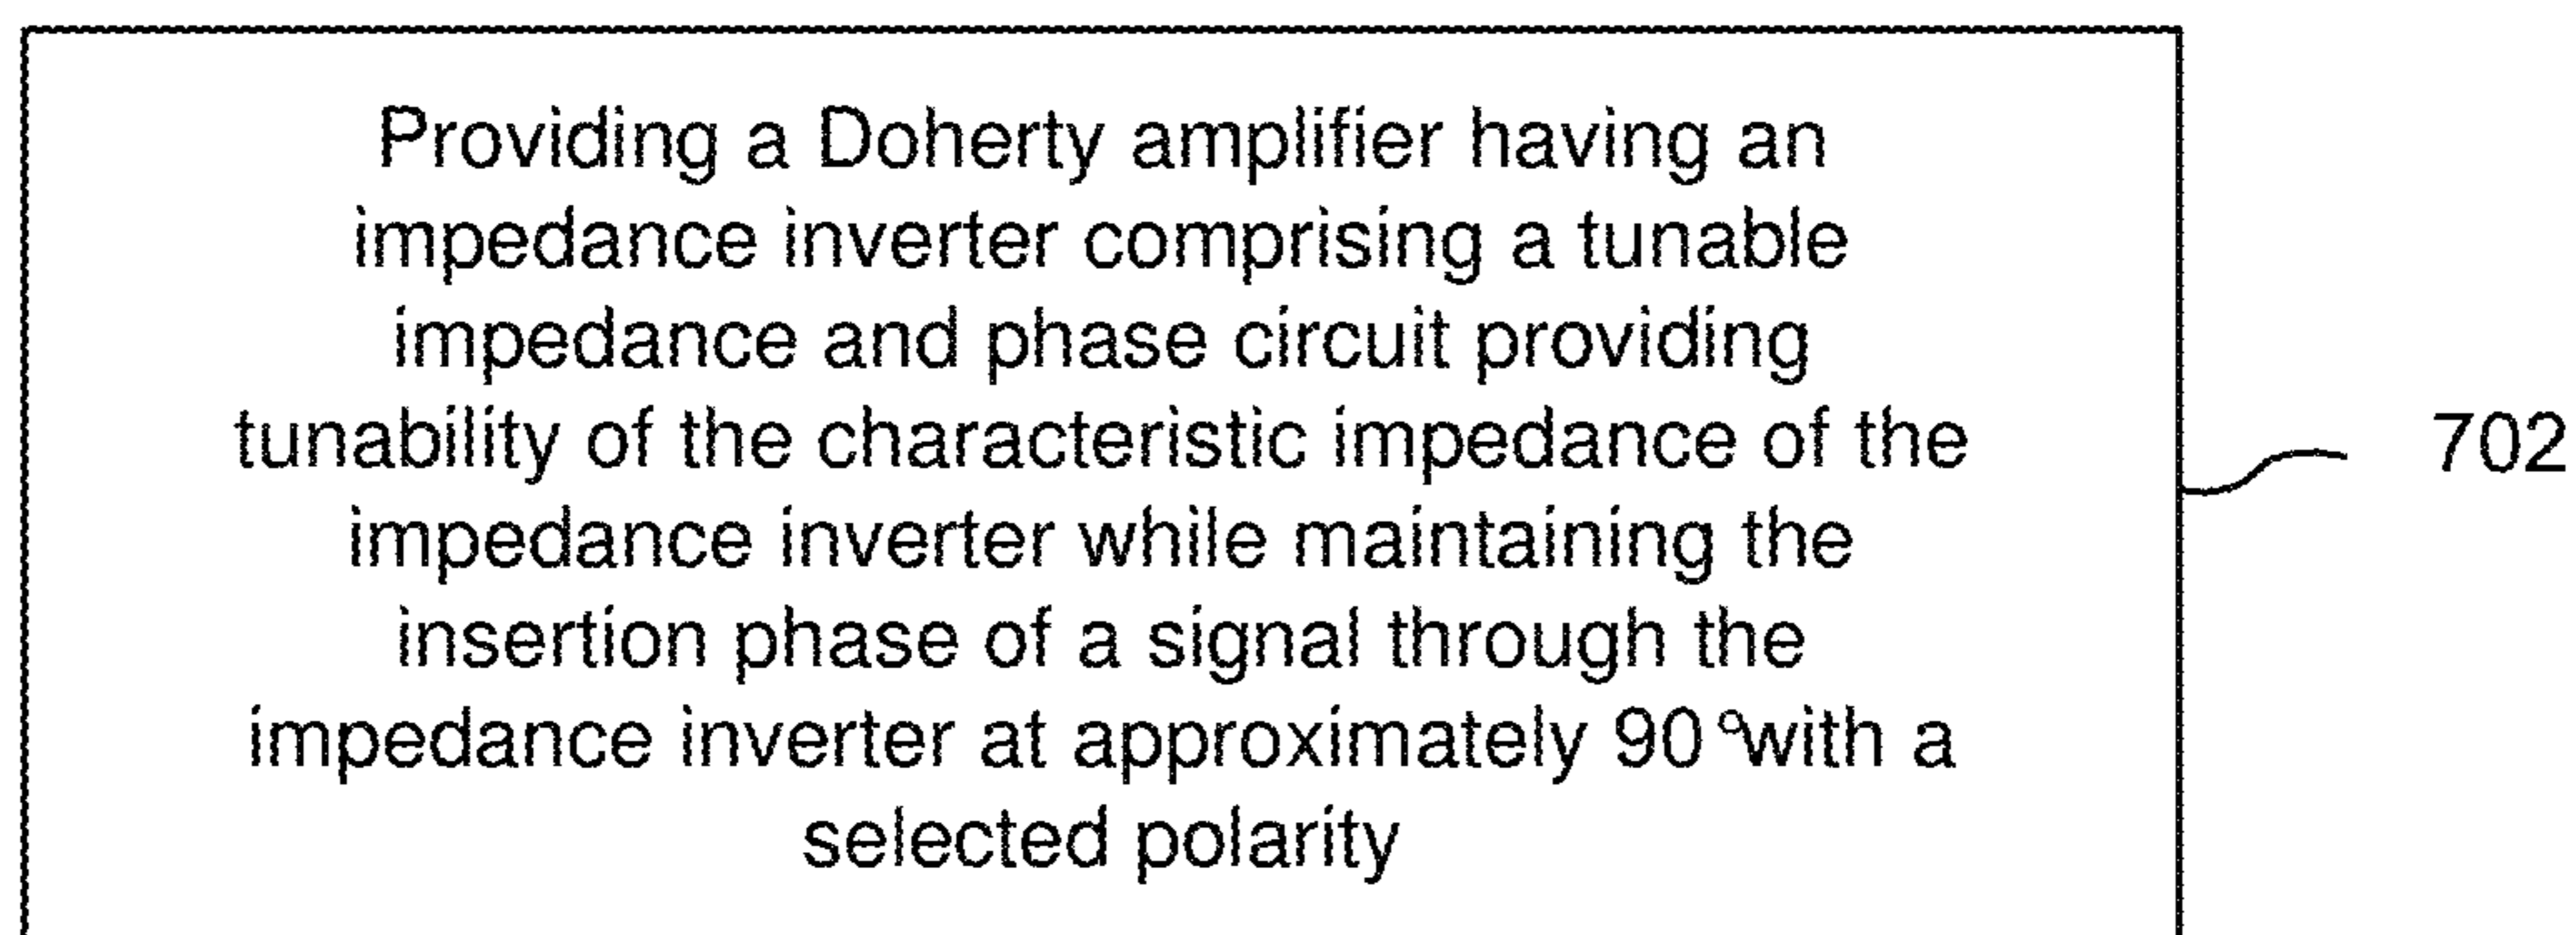 Providing a Doherty amplifier having an
impedance inverter comprising a tunable
impedance and phase circuit providing
tunability of the characteristic impedance of the
impedance inverter while maintaining the
insertion phase of a signal through the
impedance inverter at approximately 90°with a
selected polarity
702